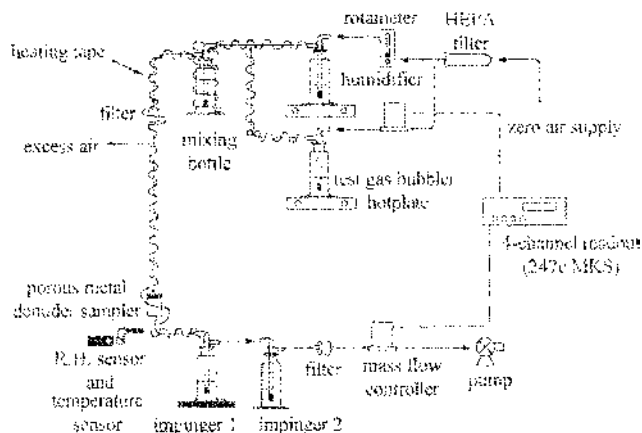 rotameter
HEPA
filter
heating tape
humidifier
filter
mixing
bottle
zero air supply
excess air
test gas bubbler
hotplate
4-channel readout
(247c MKS)
porous metal
denuder sampler
R.H. sensor
and
temperature
sensor
impinger 1
impinger 2
filter
mass flow
controller
pump